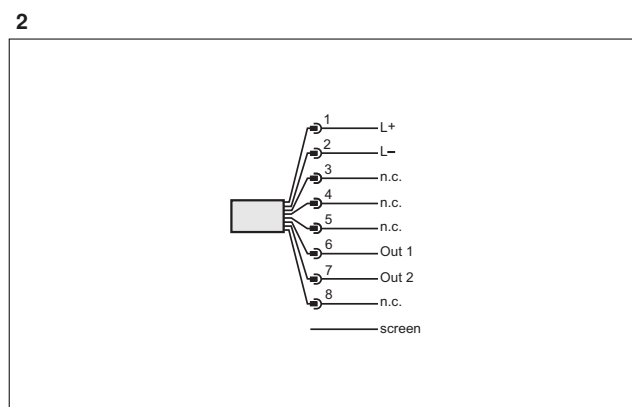 2
1 L+
2 L–
3 n.c.
4 n.c.
5 n.c.
6 Out 1
7 Out 2
8 n.c.
screen